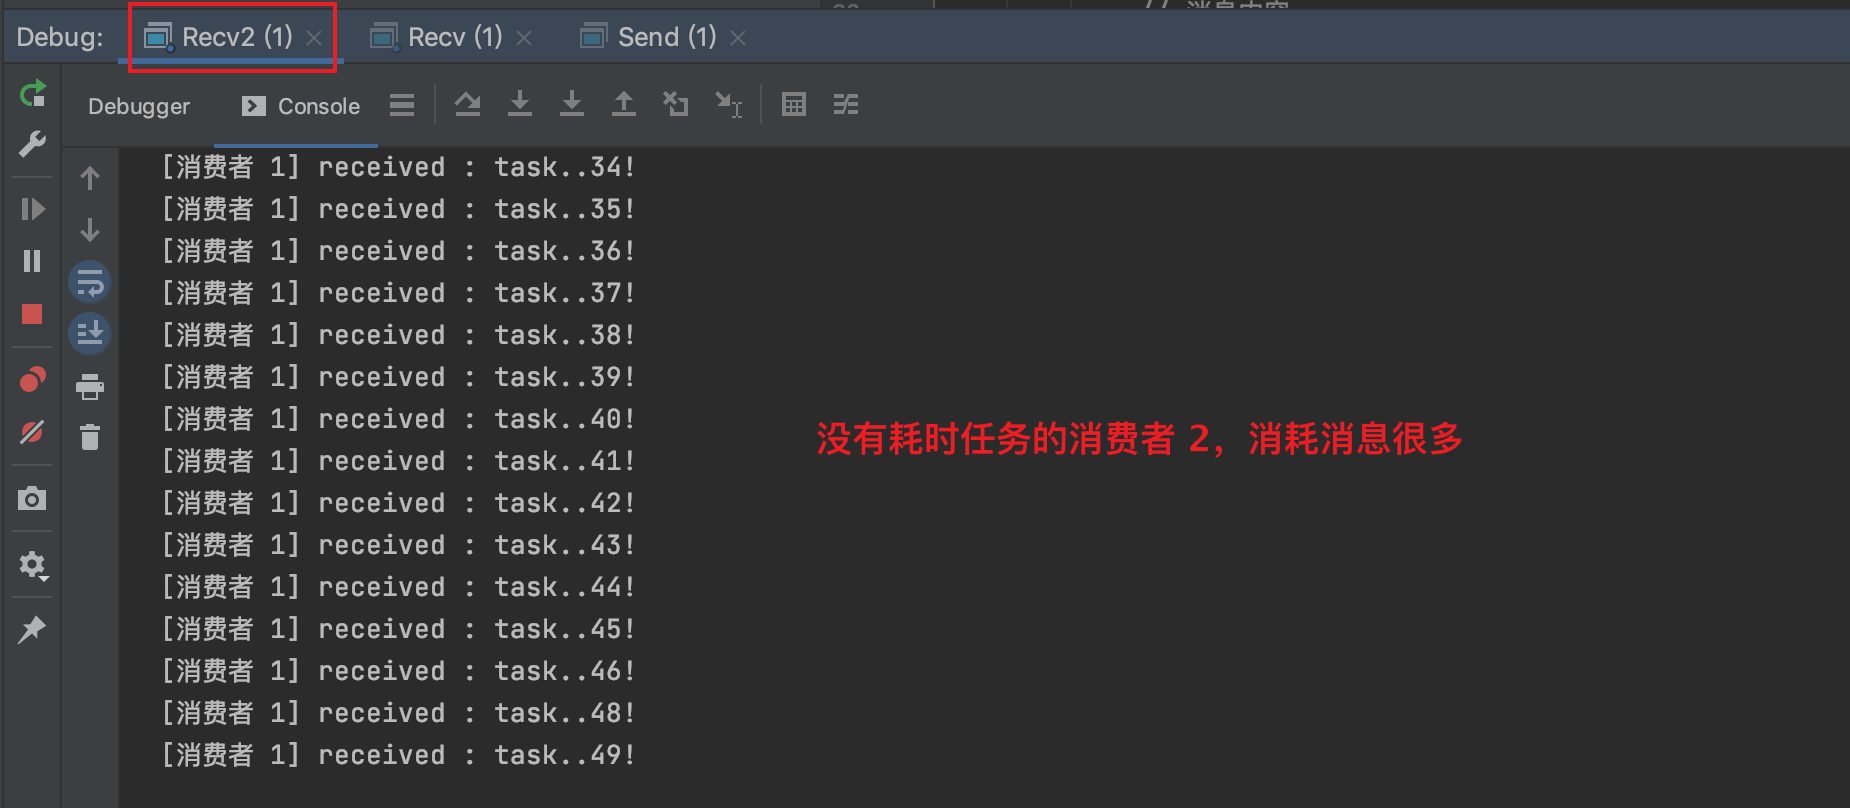 // 消息内容
Debug:
Recv2 (1)
Recv (1)
Send (1)
Debugger
Console
[消费者 1] received : task..34!
[消费者 1] received : task..35!
[消费者 1] received : task..36!
[消费者 1] received : task..37!
[消费者 1] received : task..38!
[消费者 1] received : task..39!
[消费者 1] received : task..40!
[消费者 1] received : task..41!
[消费者 1] received : task..42!
[消费者 1] received : task..43!
[消费者 1] received : task..44!
[消费者 1] received : task..45!
[消费者 1] received : task..46!
[消费者 1] received : task..48!
[消费者 1] received : task..49!
没有耗时任务的消费者 2，消耗消息很多